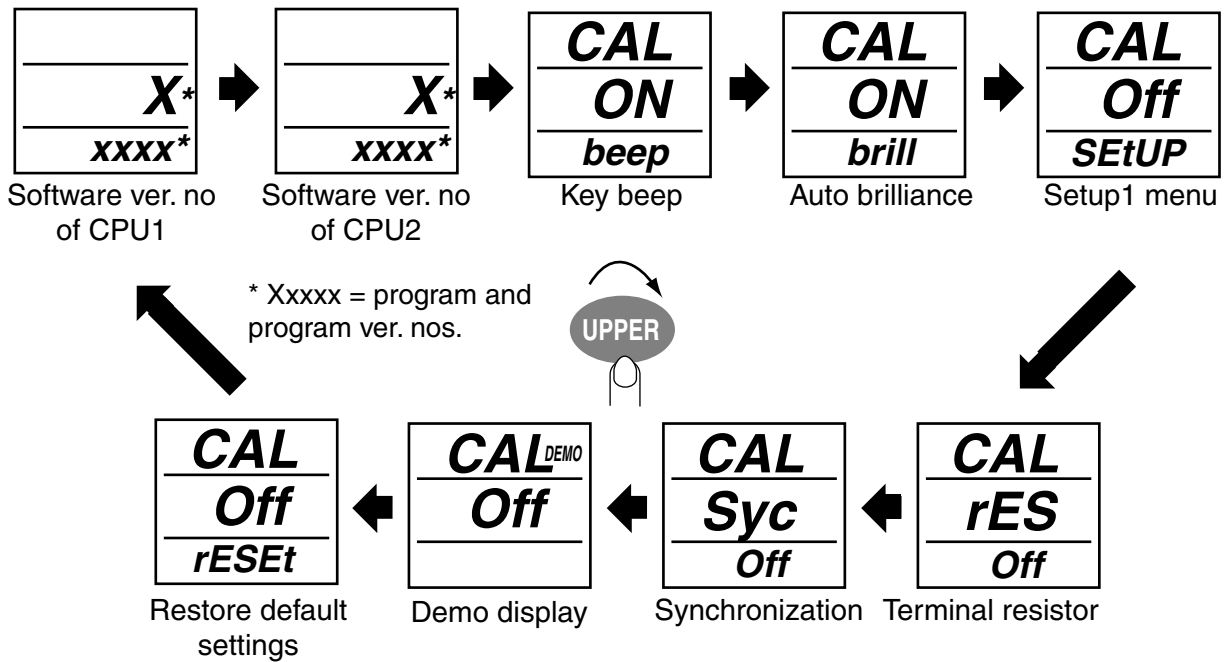 X*
xxxx*
Software ver. no
of CPU1
X*
xxxx*
Software ver. no
of CPU2
CAL
ON
beep
Key beep
CAL
ON
brill
Auto brilliance
CAL
Off
SEtUP
Setup1 menu
* Xxxxx = program and
program ver. nos.
UPPER
CAL
Off
rESEt
Restore default
settings
CAL DEMO
Off
Demo display
CAL
Syc
Off
Synchronization
CAL
rES
Off
Terminal resistor